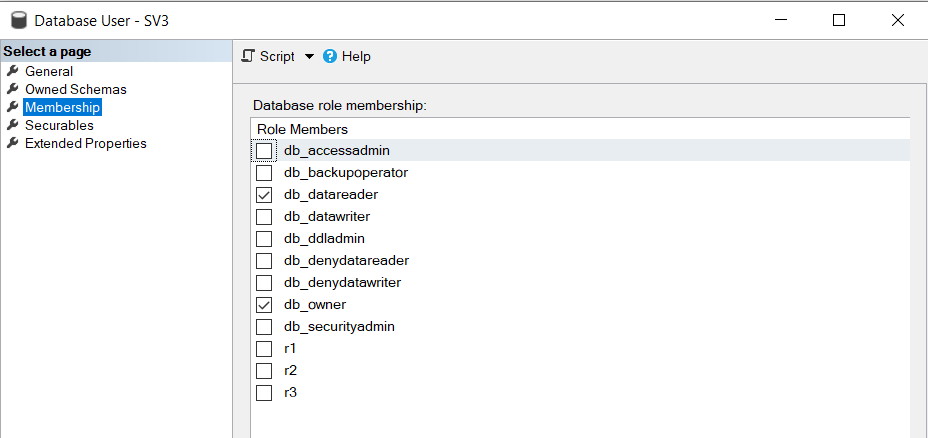 Database User - SV3
Select a page
General
Owned Schemas
Membership
Securables
Extended Properties
Script Help
Database role membership:
Role Members
db_accessadmin
db_backupoperator
db_datareader
db_datawriter
db_ddladmin
db_denydatareader
db_denydatawriter
db_owner
db_securityadmin
r1
r2
r3